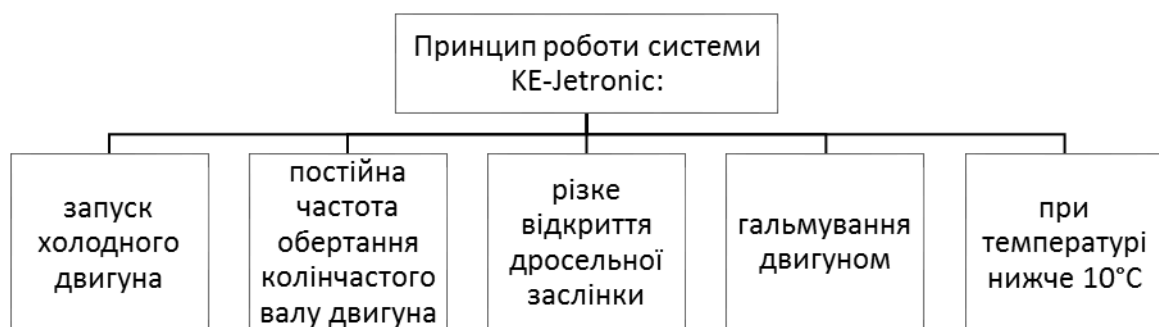 Принцип роботи системи
KE-Jetronic:
запуск
холодного
двигуна
постійна
частота
обертання
колінчастого
валу двигуна
різке
відкриття
дросельної
заслінки
гальмування
двигуном
при
температурі
нижче 10°C